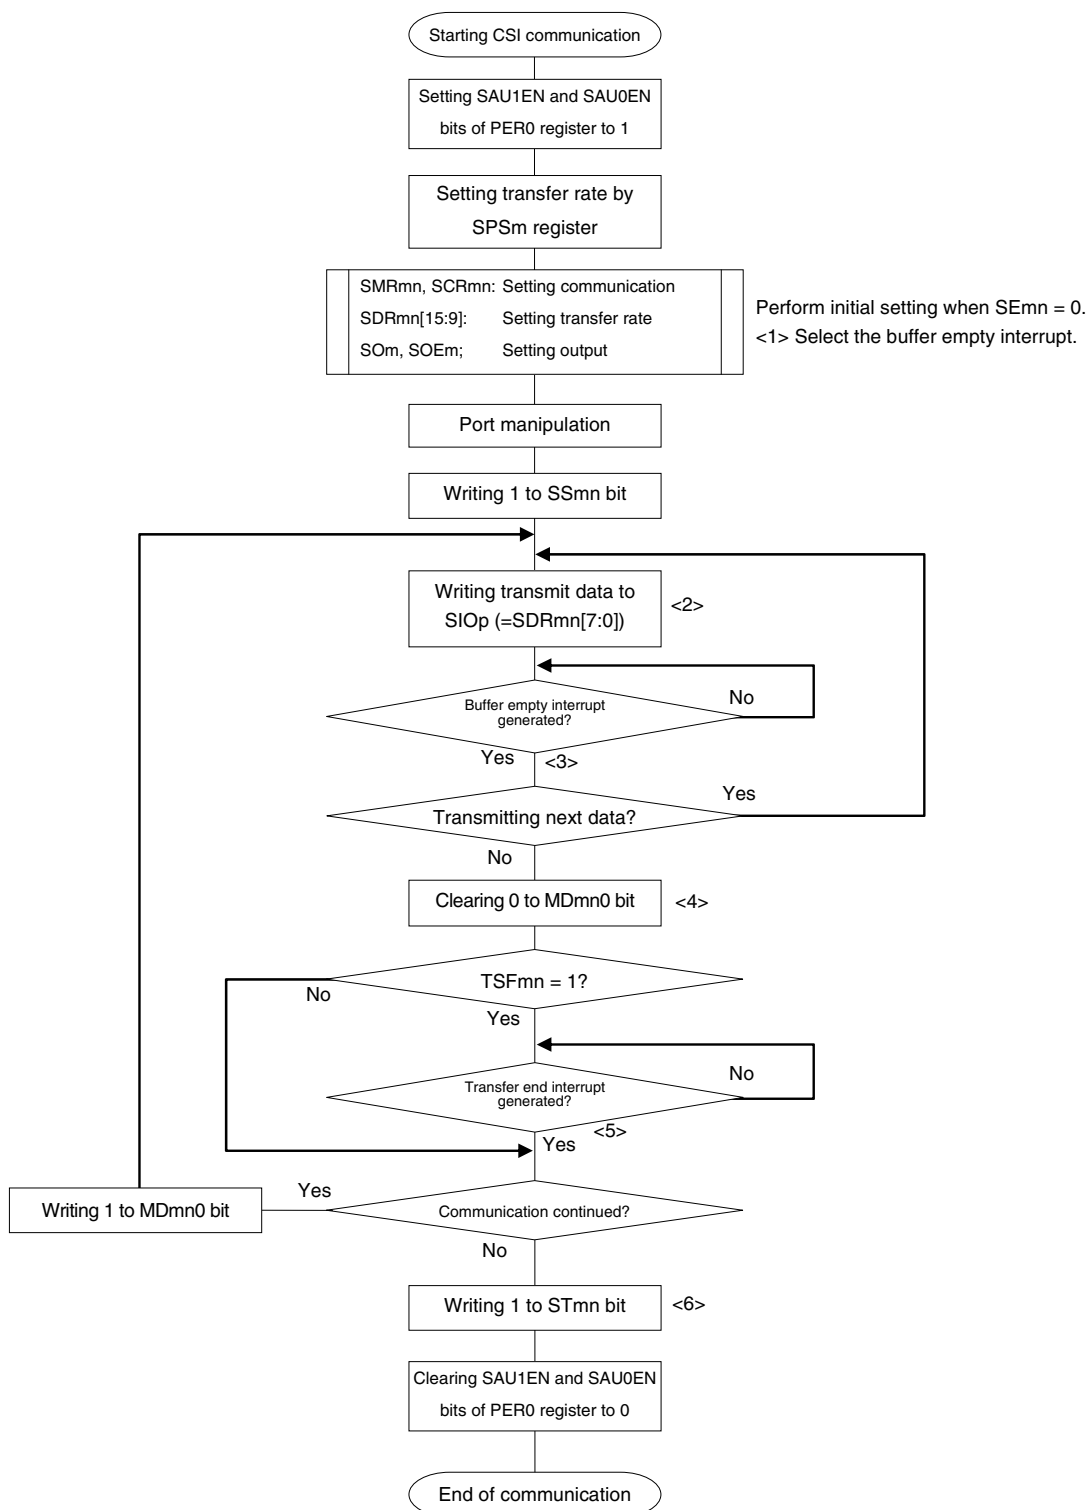 Starting CSI communication
Setting SAU1EN and SAU0EN
bits of PER0 register to 1
Setting transfer rate by
SPSm register
SMRmn, SCRmn: Setting communication
SDRmn[15:9]: Setting transfer rate
SOm, SOEm; Setting output
Perform initial setting when SEmn = 0.
<1> Select the buffer empty interrupt.
Port manipulation
Writing 1 to SSmn bit
Writing transmit data to
SIOp (=SDRmn[7:0])
<2>
Buffer empty interrupt
generated?
No
Yes
<3>
Transmitting next data?
Yes
No
Clearing 0 to MDmn0 bit
<4>
TSFmn = 1?
No
Yes
Transfer end interrupt
generated?
No
<5>
Yes
Communication continued?
Yes
Writing 1 to MDmn0 bit
No
Writing 1 to STmn bit
<6>
Clearing SAU1EN and SAU0EN
bits of PER0 register to 0
End of communication